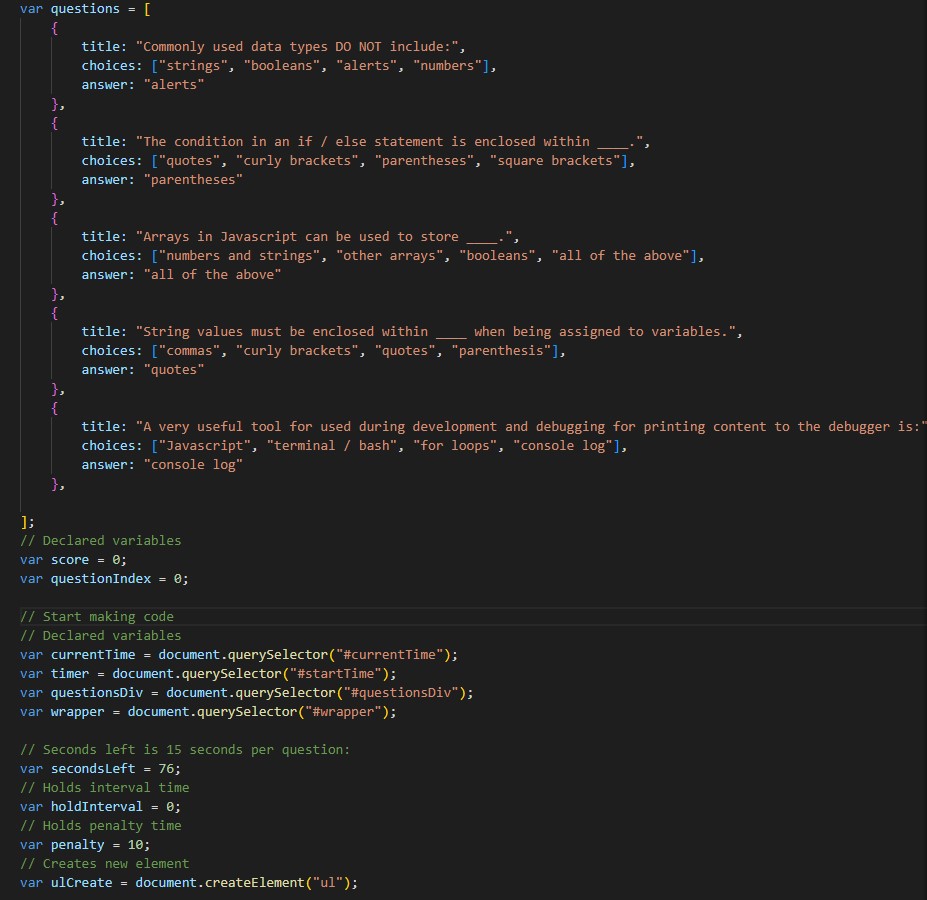 var questions = [
{
title: "Commonly used data types DO NOT include:",
choices: ["strings", "booleans", "alerts", "numbers"],
answer: "alerts"
},
{
title: "The condition in an if / else statement is enclosed within ____.",
choices: ["quotes", "curly brackets", "parentheses", "square brackets"],
answer: "parentheses"
},
{
title: "Arrays in Javascript can be used to store ____.",
choices: ["numbers and strings", "other arrays", "booleans", "all of the above"],
answer: "all of the above"
},
{
title: "String values must be enclosed within ____ when being assigned to variables.",
choices: ["commas", "curly brackets", "quotes", "parenthesis"],
answer: "quotes"
},
{
title: "A very useful tool for used during development and debugging for printing content to the debugger is:"
choices: ["Javascript", "terminal / bash", "for loops", "console log"],
answer: "console log"
},
];
// Declared variables
var score = 0;
var questionIndex = 0;
// Start making code
// Declared variables
var currentTime = document.querySelector("#currentTime");
var timer = document.querySelector("#startTime");
var questionsDiv = document.querySelector("#questionsDiv");
var wrapper = document.querySelector("#wrapper");
// Seconds left is 15 seconds per question:
var secondsLeft = 76;
// Holds interval time
var holdInterval = 0;
// Holds penalty time
var penalty = 10;
// Creates new element
var ulCreate = document.createElement("ul");